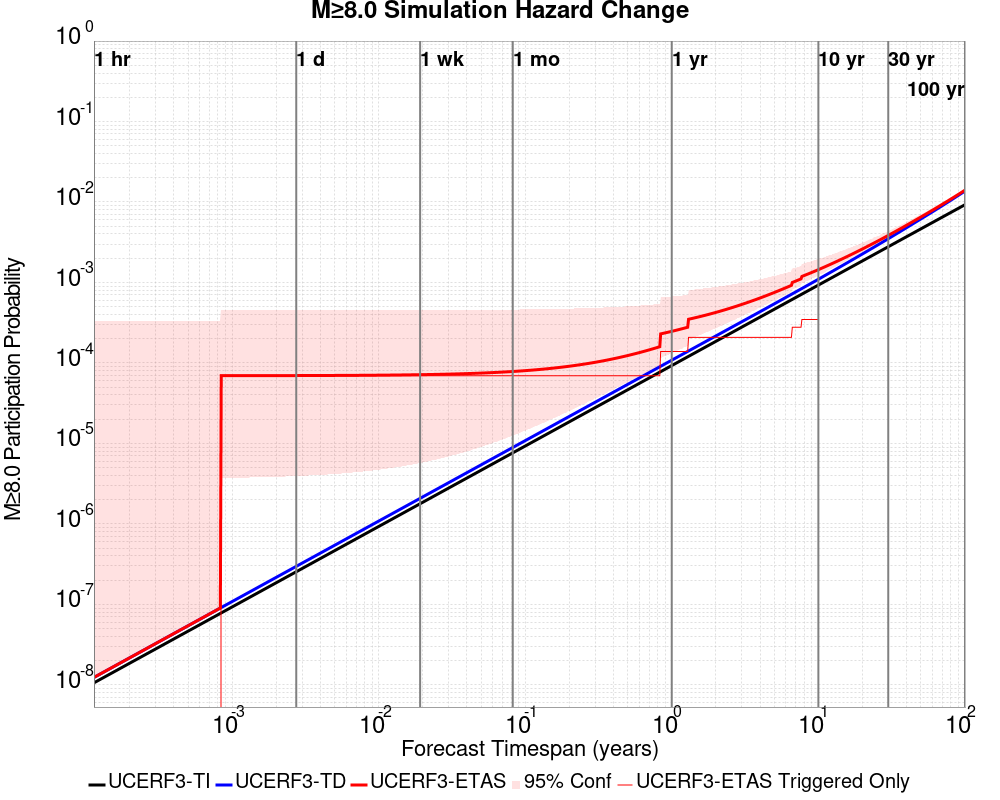 M≥8.0 Simulation Hazard Change
10^0
1 hr 1 d 1 wk 1 mo 1 yr 10 yr 30 yr
100 yr
10^-1
10^-2
10^-3
10^-4
10^-5
10^-6
10^-7
10^-8
M≥8.0 Participation Probability
10^-3 10^-2 10^-1 10^0 10^1 10^2
Forecast Timespan (years)
UCERF3-TI UCERF3-TD UCERF3-ETAS 95% Conf UCERF3-ETAS Triggered Only